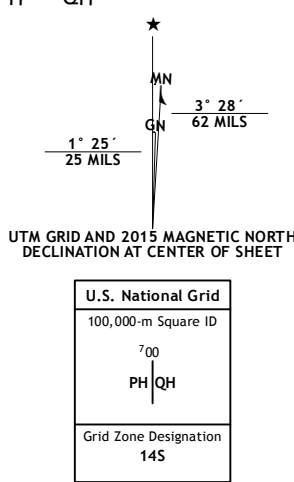 QH
★
MN
GN
3° 28´
62 MILS
1° 25´
25 MILS
UTM GRID AND 2015 MAGNETIC NORTH
DECLINATION AT CENTER OF SHEET
U.S. National Grid
100,000-m Square ID
⁷00
PH QH
Grid Zone Designation
14S